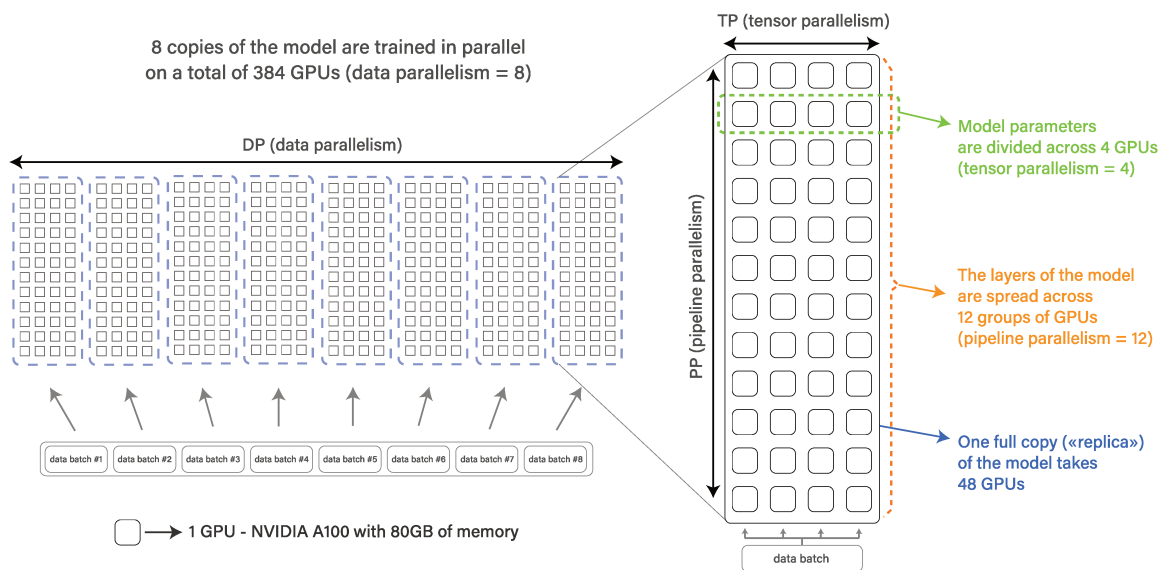 8 copies of the model are trained in parallel
on a total of 384 GPUs (data parallelism = 8)
DP (data parallelism)
data batch #1
data batch #2
data batch #3
data batch #4
data batch #5
data batch #6
data batch #7
data batch #8
1 GPU - NVIDIA A100 with 80GB of memory
TP (tensor parallelism)
PP (pipeline parallelism)
data batch
Model parameters
are divided across 4 GPUs
(tensor parallelism = 4)
The layers of the model
are spread across
12 groups of GPUs
(pipeline parallelism = 12)
One full copy («replica»)
of the model takes
48 GPUs